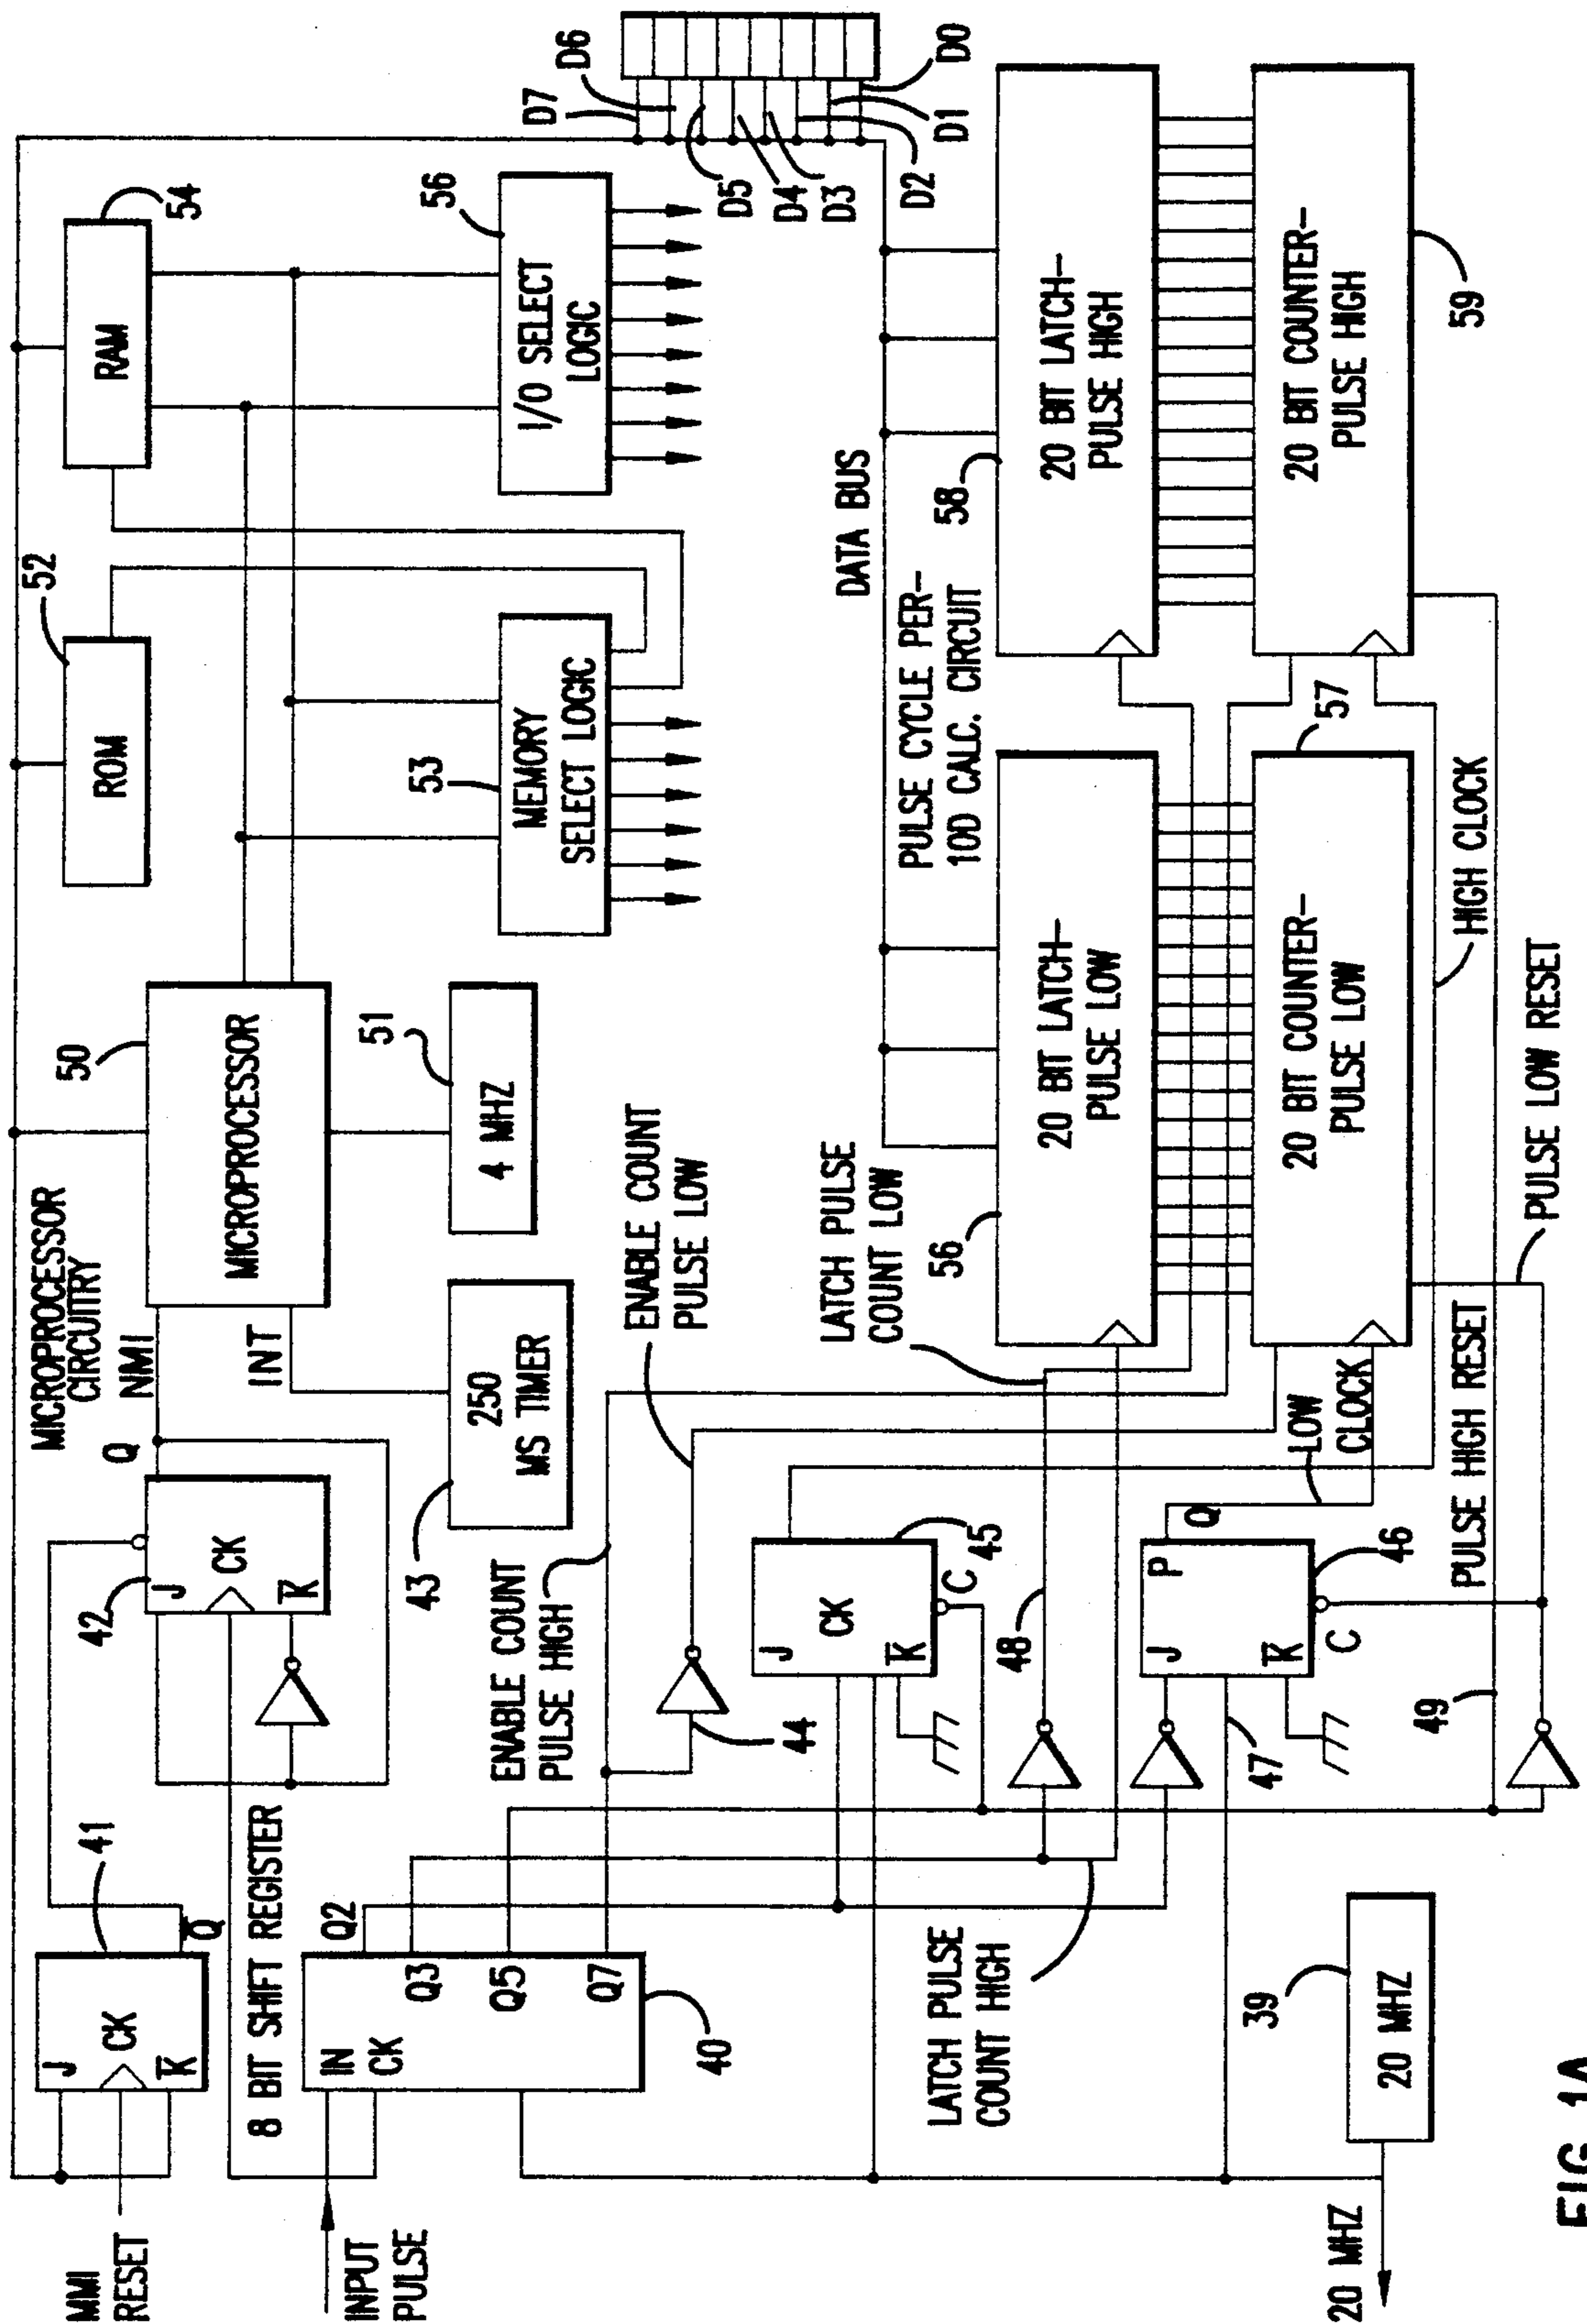 MMI
RESET
INPUT
PULSE
20 MHZ
J
CK
K
41
Q
8 BIT SHIFT REGISTER
IN
CK
Q2
Q3
Q5
Q7
40
LATCH PULSE
COUNT HIGH
39
20 MHZ
MICROPROCESSOR
CIRCUITRY
42
J
CK
K
Q
NMI
INT
43
250
MS TIMER
50
MICROPROCESSOR
51
4 MHZ
ENABLE COUNT
PULSE HIGH
44
ENABLE COUNT
PULSE LOW
J
CK
K
45
C
48
LATCH PULSE
COUNT LOW
J
P
K
Q
46
C
47
49
LOW
CLOCK
PULSE HIGH RESET
PULSE LOW RESET
HIGH CLOCK
52
ROM
53
MEMORY
SELECT LOGIC
54
RAM
56
I/O SELECT
LOGIC
D7
D6
D5
D4
D3
D2
D1
D0
DATA BUS
PULSE CYCLE PER-
IOD CALC. CIRCUIT
56
20 BIT LATCH-
PULSE LOW
57
20 BIT COUNTER-
PULSE LOW
58
20 BIT LATCH-
PULSE HIGH
59
20 BIT COUNTER-
PULSE HIGH
FIG. 1A